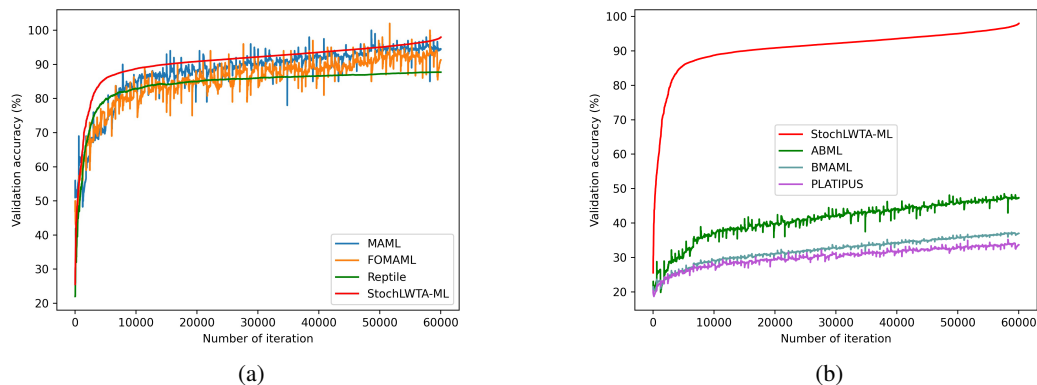 Validation accuracy (%)
100
90
80
70
60
50
40
30
20
0
10000
20000
30000
40000
50000
60000
Number of iteration
MAML
FOMAML
Reptile
StochLWTA-ML
(a)
Validation accuracy (%)
100
90
80
70
60
50
40
30
20
0
10000
20000
30000
40000
50000
60000
Number of iteration
StochLWTA-ML
ABML
BMAML
PLATIPUS
(b)